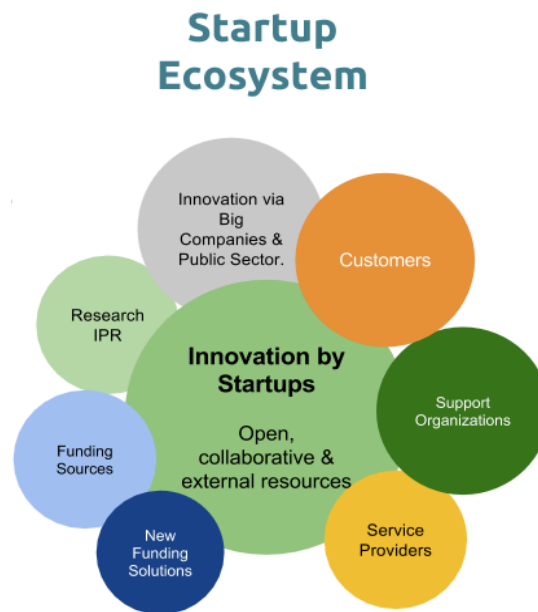 Startup
Ecosystem
Innovation via
Big
Companies &
Public Sector.
Customers
Research
IPR
Innovation by
Startups
Open,
collaborative &
external resources
Support
Organizations
Funding
Sources
New
Funding
Solutions
Service
Providers